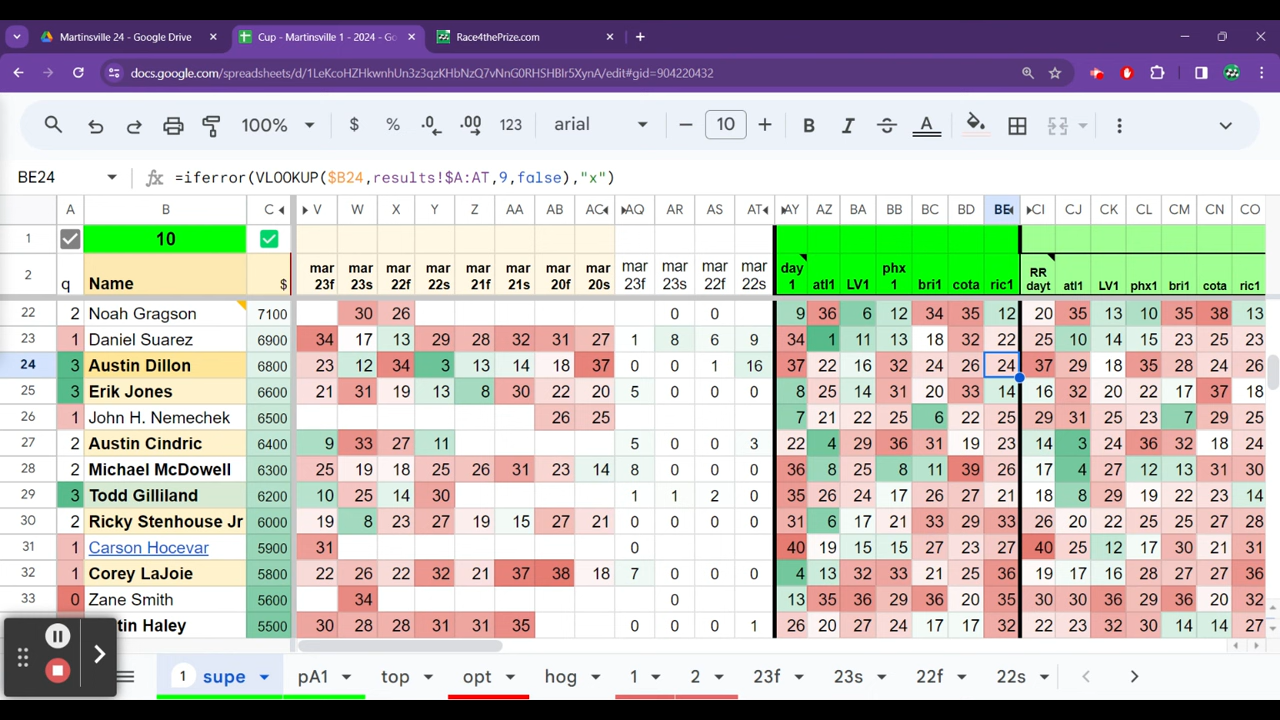 Martinsville 24 - Google Drive Cup - Martinsville 1 - 2024 - Go Race4thePrize.com
docs.google.com/spreadsheets/d/1LeKcoHZHkwnhUn3z3qzKHbNzQ7vNnG0RHSHBIr5XynA/edit#gid=904220432
100% $ % .0 .00 123 arial 10 B I S A
BE24 fx =iferror(VLOOKUP($B24,results!$A:AT,9,false),"x")
A B C V W X Y Z AA AB AC AQ AR AS AT AY AZ BA BB BC BD BE CI CJ CK CL CM CN CO
1 10
2 q Name $ mar 23f mar 23s mar 22f mar 22s mar 21f mar 21s mar 20f mar 20s mar 23f mar 23s mar 22f mar 22s day 1 atl1 LV1 phx 1 bri1 cota ric1 RR dayt atl1 LV1 phx1 bri1 cota ric1
22 2 Noah Gragson 7100 30 26 0 0 9 36 6 12 34 35 12 20 35 13 10 35 38 13
23 1 Daniel Suarez 6900 34 17 13 29 28 32 31 27 1 8 6 9 34 1 11 13 18 32 22 25 10 14 15 23 25 23
24 3 Austin Dillon 6800 23 12 34 3 13 14 18 37 0 0 1 16 37 22 16 32 24 26 24 37 29 18 35 28 24 26
25 3 Erik Jones 6600 21 31 19 13 8 30 22 20 5 0 0 0 8 25 14 31 20 33 14 16 32 20 22 17 37 18
26 1 John H. Nemechek 6500 26 25 7 21 22 25 6 22 25 29 31 25 23 7 29 25
27 2 Austin Cindric 6400 9 33 27 11 5 0 0 3 22 4 29 36 31 19 23 14 3 24 36 32 18 24
28 2 Michael McDowell 6300 25 19 18 25 26 31 23 14 8 0 0 0 36 8 25 8 11 39 26 17 4 27 12 13 31 30
29 3 Todd Gilliland 6200 10 25 14 30 1 1 2 0 35 26 24 17 26 27 21 18 8 29 19 22 23 14
30 2 Ricky Stenhouse Jr 6000 19 8 23 27 19 15 27 21 0 0 0 0 31 6 17 21 33 29 33 26 20 22 25 25 27 28
31 1 Carson Hocevar 5900 31 0 40 19 15 15 27 23 27 40 25 12 17 30 21 31
32 1 Corey LaJoie 5800 22 26 22 32 21 37 38 18 7 0 0 0 4 13 32 33 21 25 36 19 17 16 28 27 27 36
33 0 Zane Smith 5600 34 0 13 35 36 29 36 20 35 30 30 36 29 36 20 32
tin Haley 5500 30 28 28 31 31 35 0 0 0 1 26 20 27 24 17 17 32 22 23 32 30 14 14 27
1 supe pA1 top opt hog 1 2 23f 23s 22f 22s